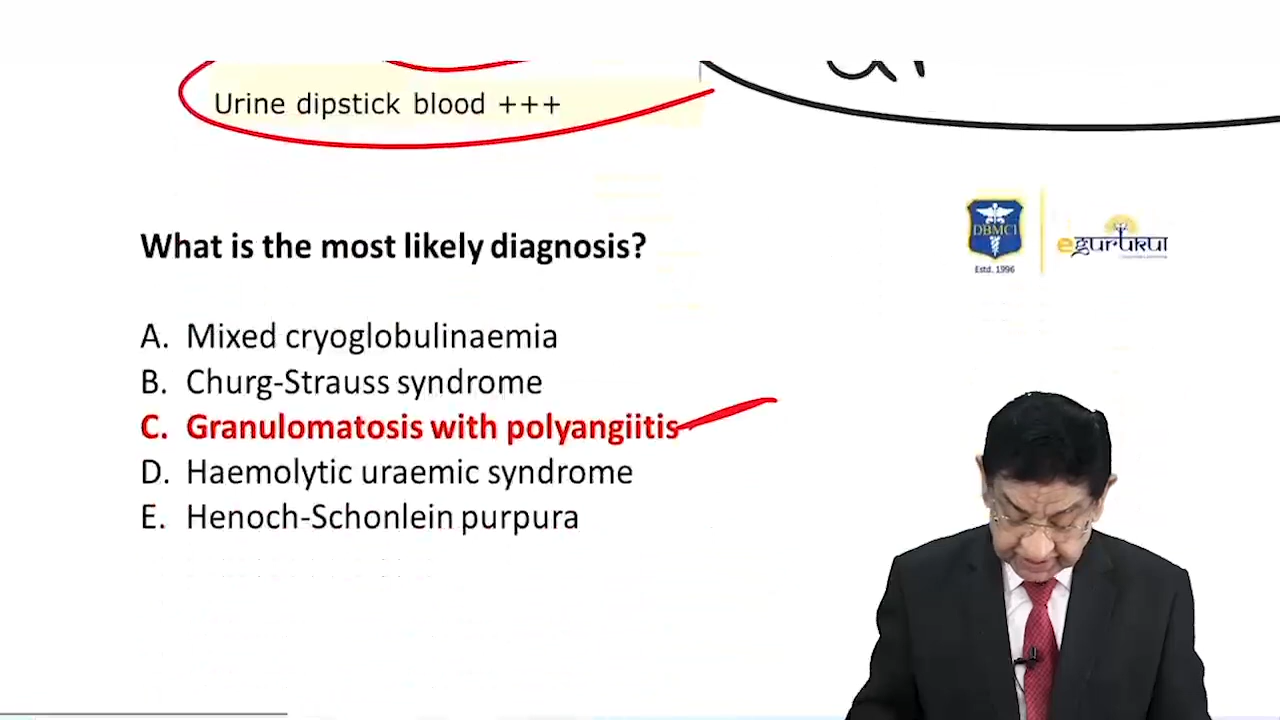 Urine dipstick blood +++
What is the most likely diagnosis?
DBMCI
Estd. 1996
egurukul
A. Mixed cryoglobulinaemia
B. Churg-Strauss syndrome
C. Granulomatosis with polyangiitis
D. Haemolytic uraemic syndrome
E. Henoch-Schonlein purpura